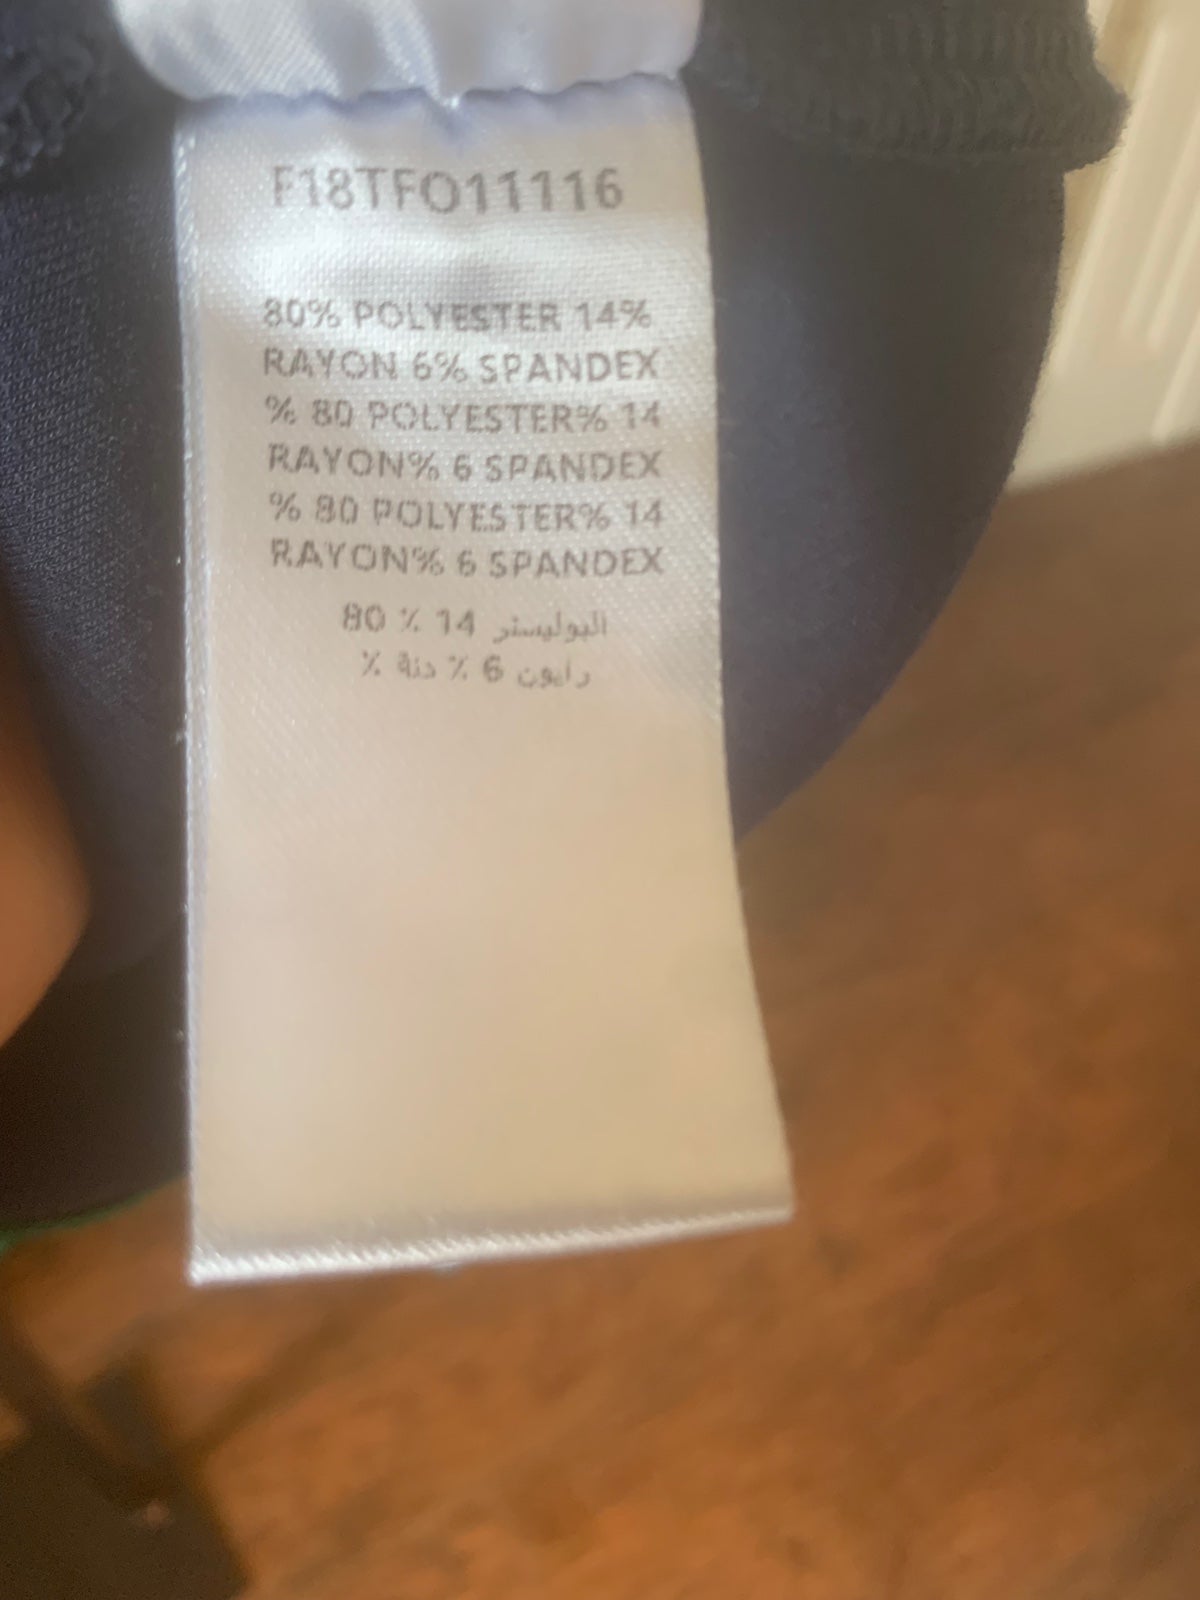 F18TFO11116
80% POLYESTER 14%
RAYON 6% SPANDEX
% 80 POLYESTER% 14
RAYON% 6 SPANDEX
% 80 POLYESTER% 14
RAYON% 6 SPANDEX
80 % 14 البوليستر
% دنة % 6 رايون